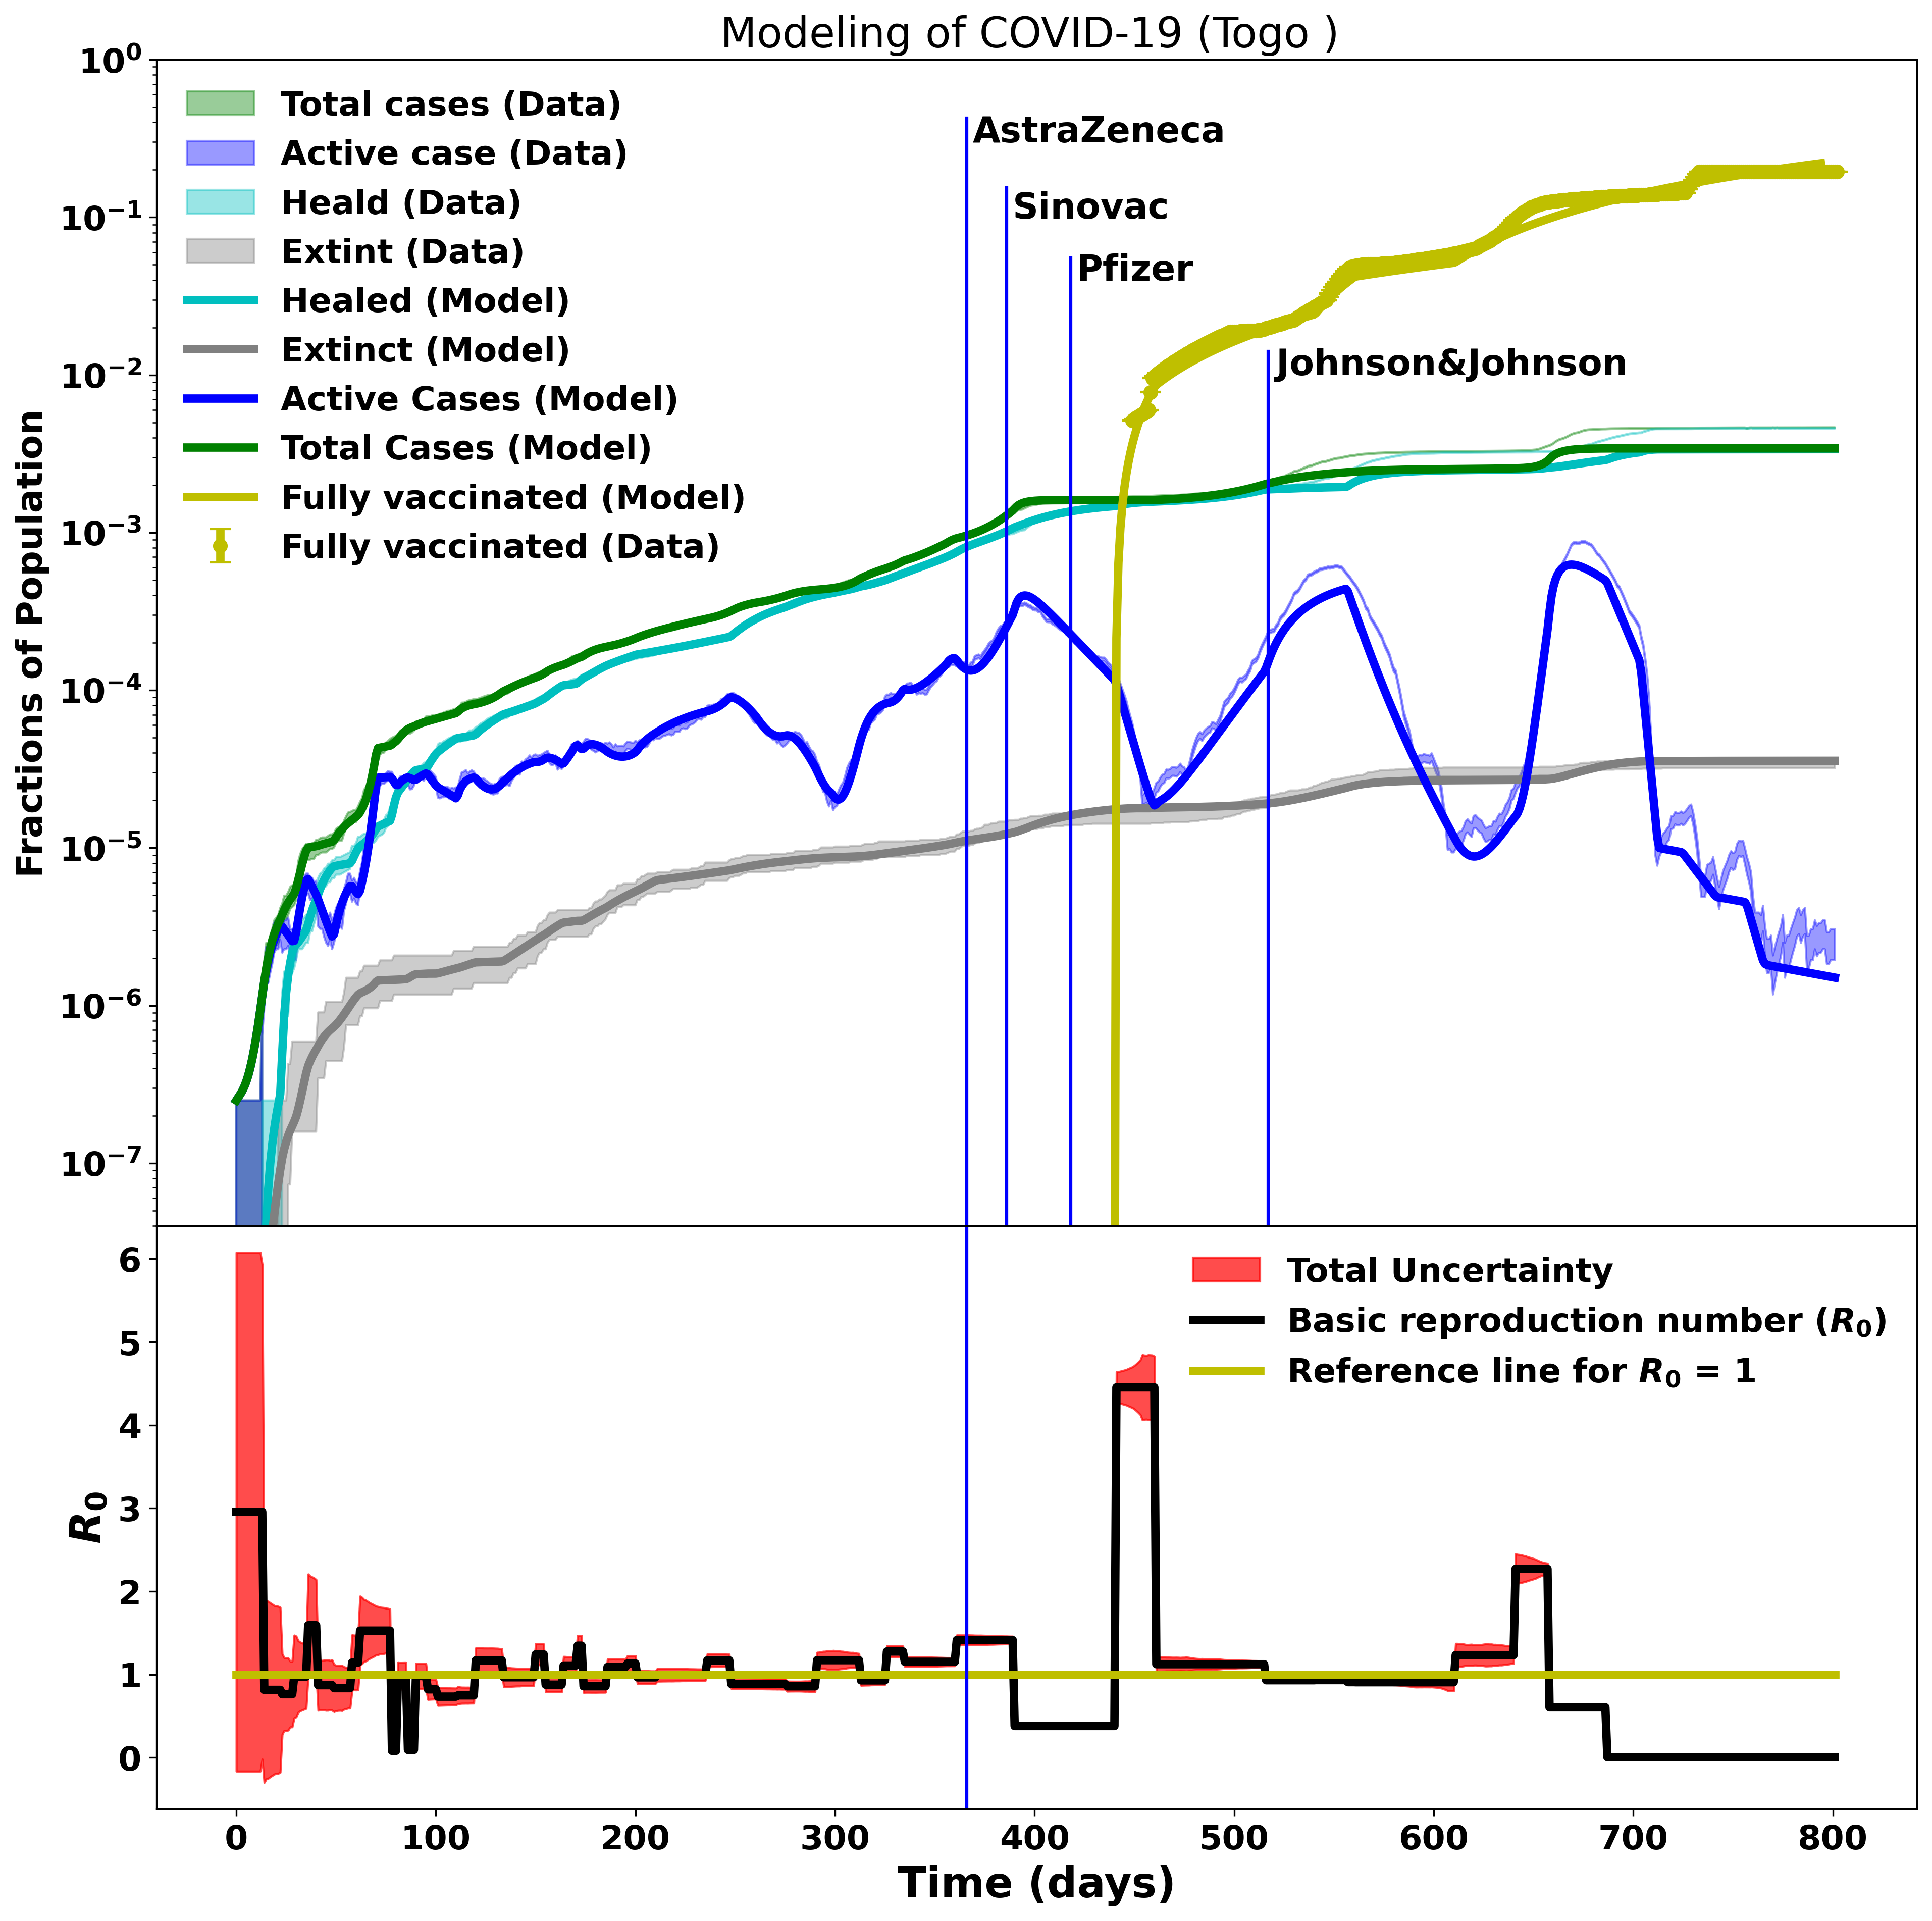 Modeling of COVID-19 (Togo )
10⁰
10⁻¹
10⁻²
10⁻³
10⁻⁴
10⁻⁵
10⁻⁶
10⁻⁷
Fractions of Population
Total cases (Data)
Active case (Data)
Heald (Data)
Extint (Data)
Healed (Model)
Extinct (Model)
Active Cases (Model)
Total Cases (Model)
Fully vaccinated (Model)
Fully vaccinated (Data)
AstraZeneca
Sinovac
Pfizer
Johnson&Johnson
6
5
4
3
2
1
0
R₀
Total Uncertainty
Basic reproduction number (R₀)
Reference line for R₀ = 1
0 100 200 300 400 500 600 700 800
Time (days)